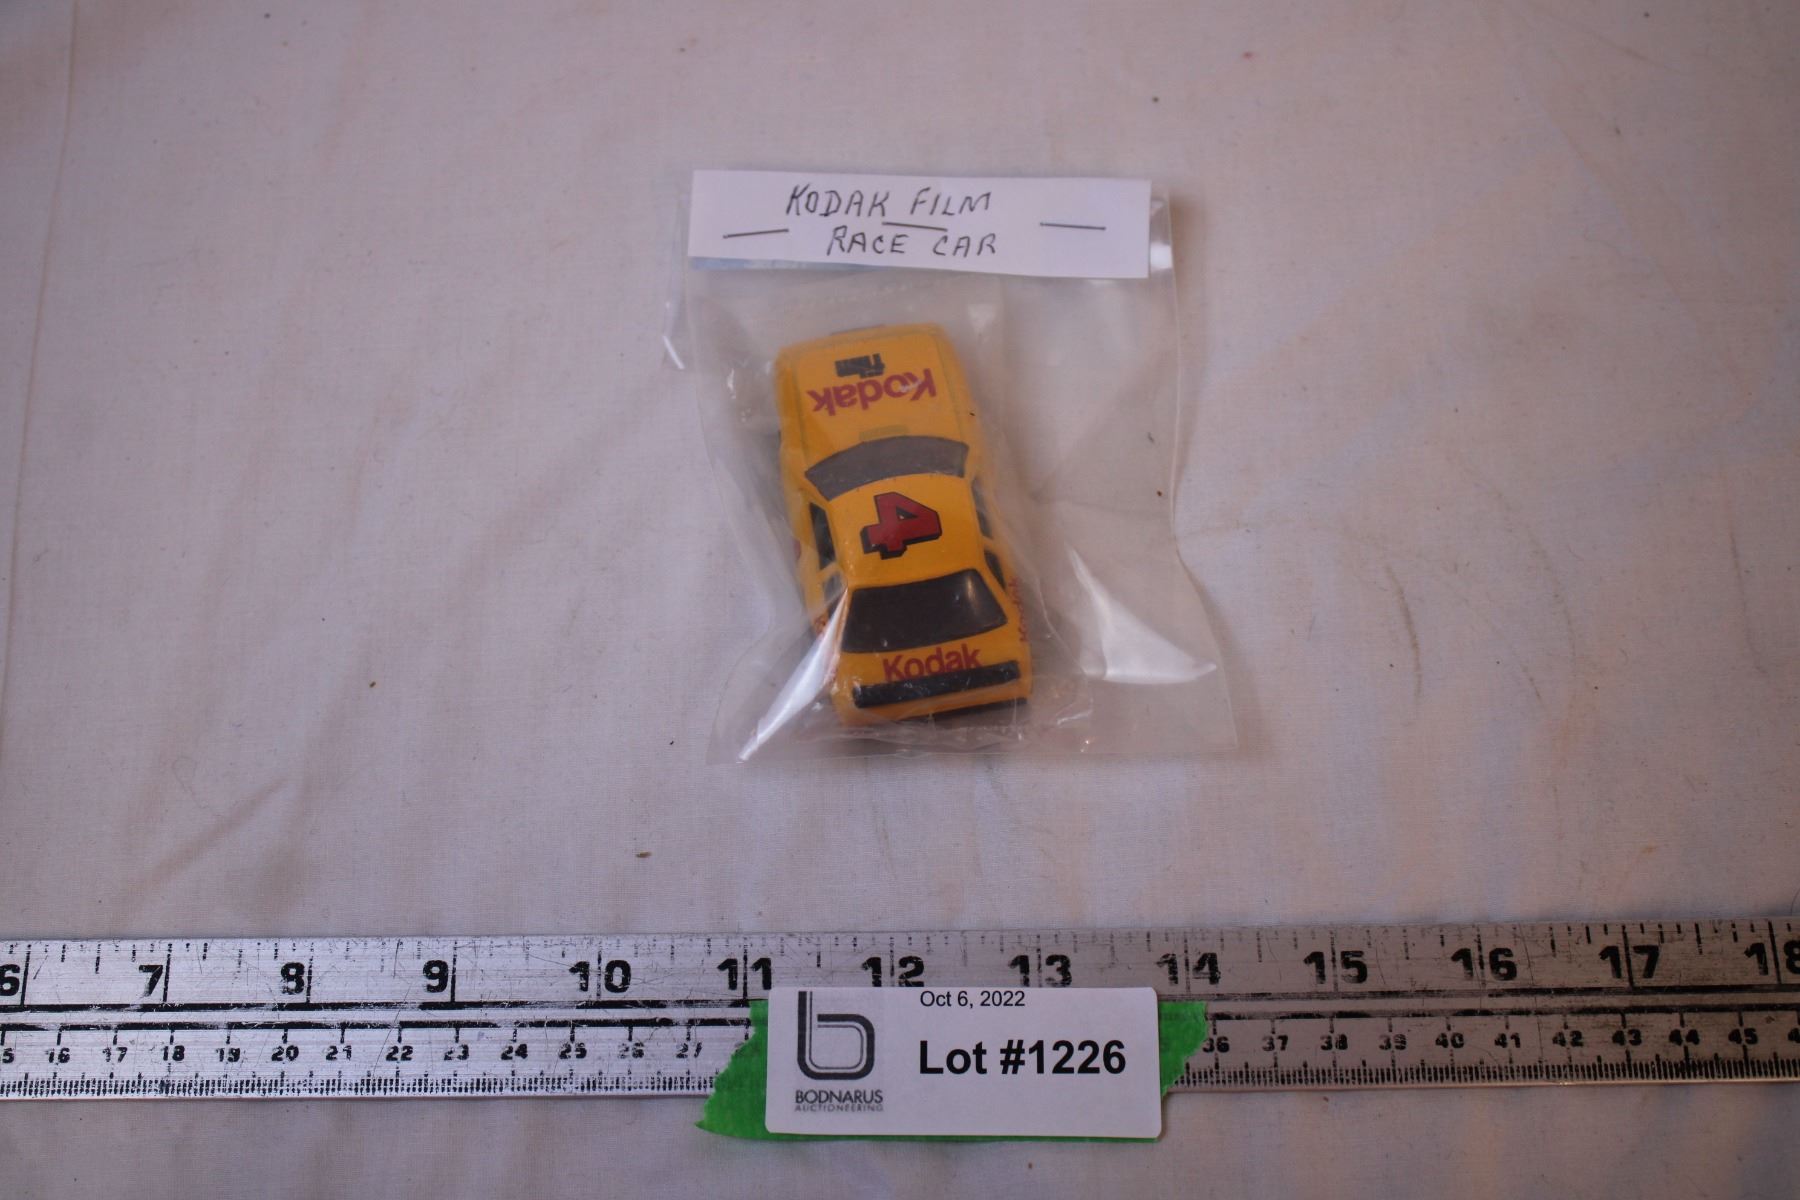 KODAK FILM
RACE CAR
Film
Kodak
4
Kodak
Kodak
6 7 8 9 10 11 12 13 14 15 16 17 18
16 17 18 19 20 21 22 23 24 25 26 27 36 37 38 39 40 41 42 43 44 45
Oct 6, 2022
Lot #1226
BODNARUS
AUCTIONEERING